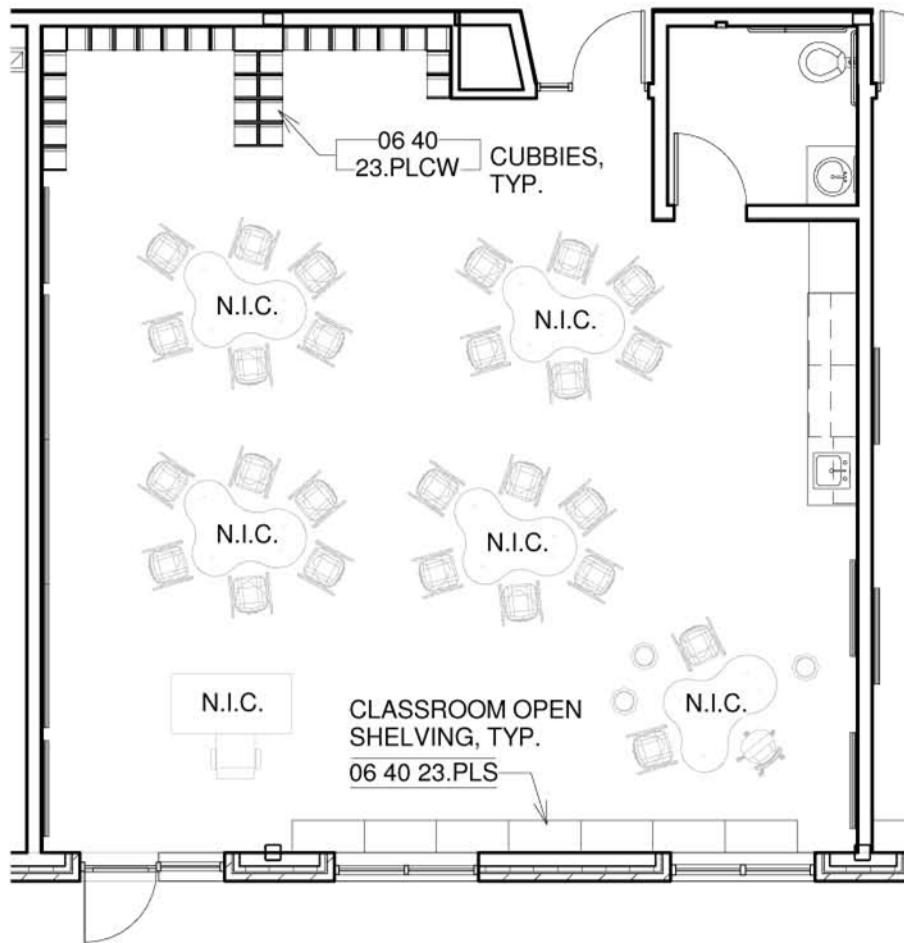 06 40
23.PLCW
CUBBIES,
TYP.
N.I.C.
N.I.C.
N.I.C.
N.I.C.
N.I.C.
N.I.C.
CLASSROOM OPEN
SHELVING, TYP.
06 40 23.PLS